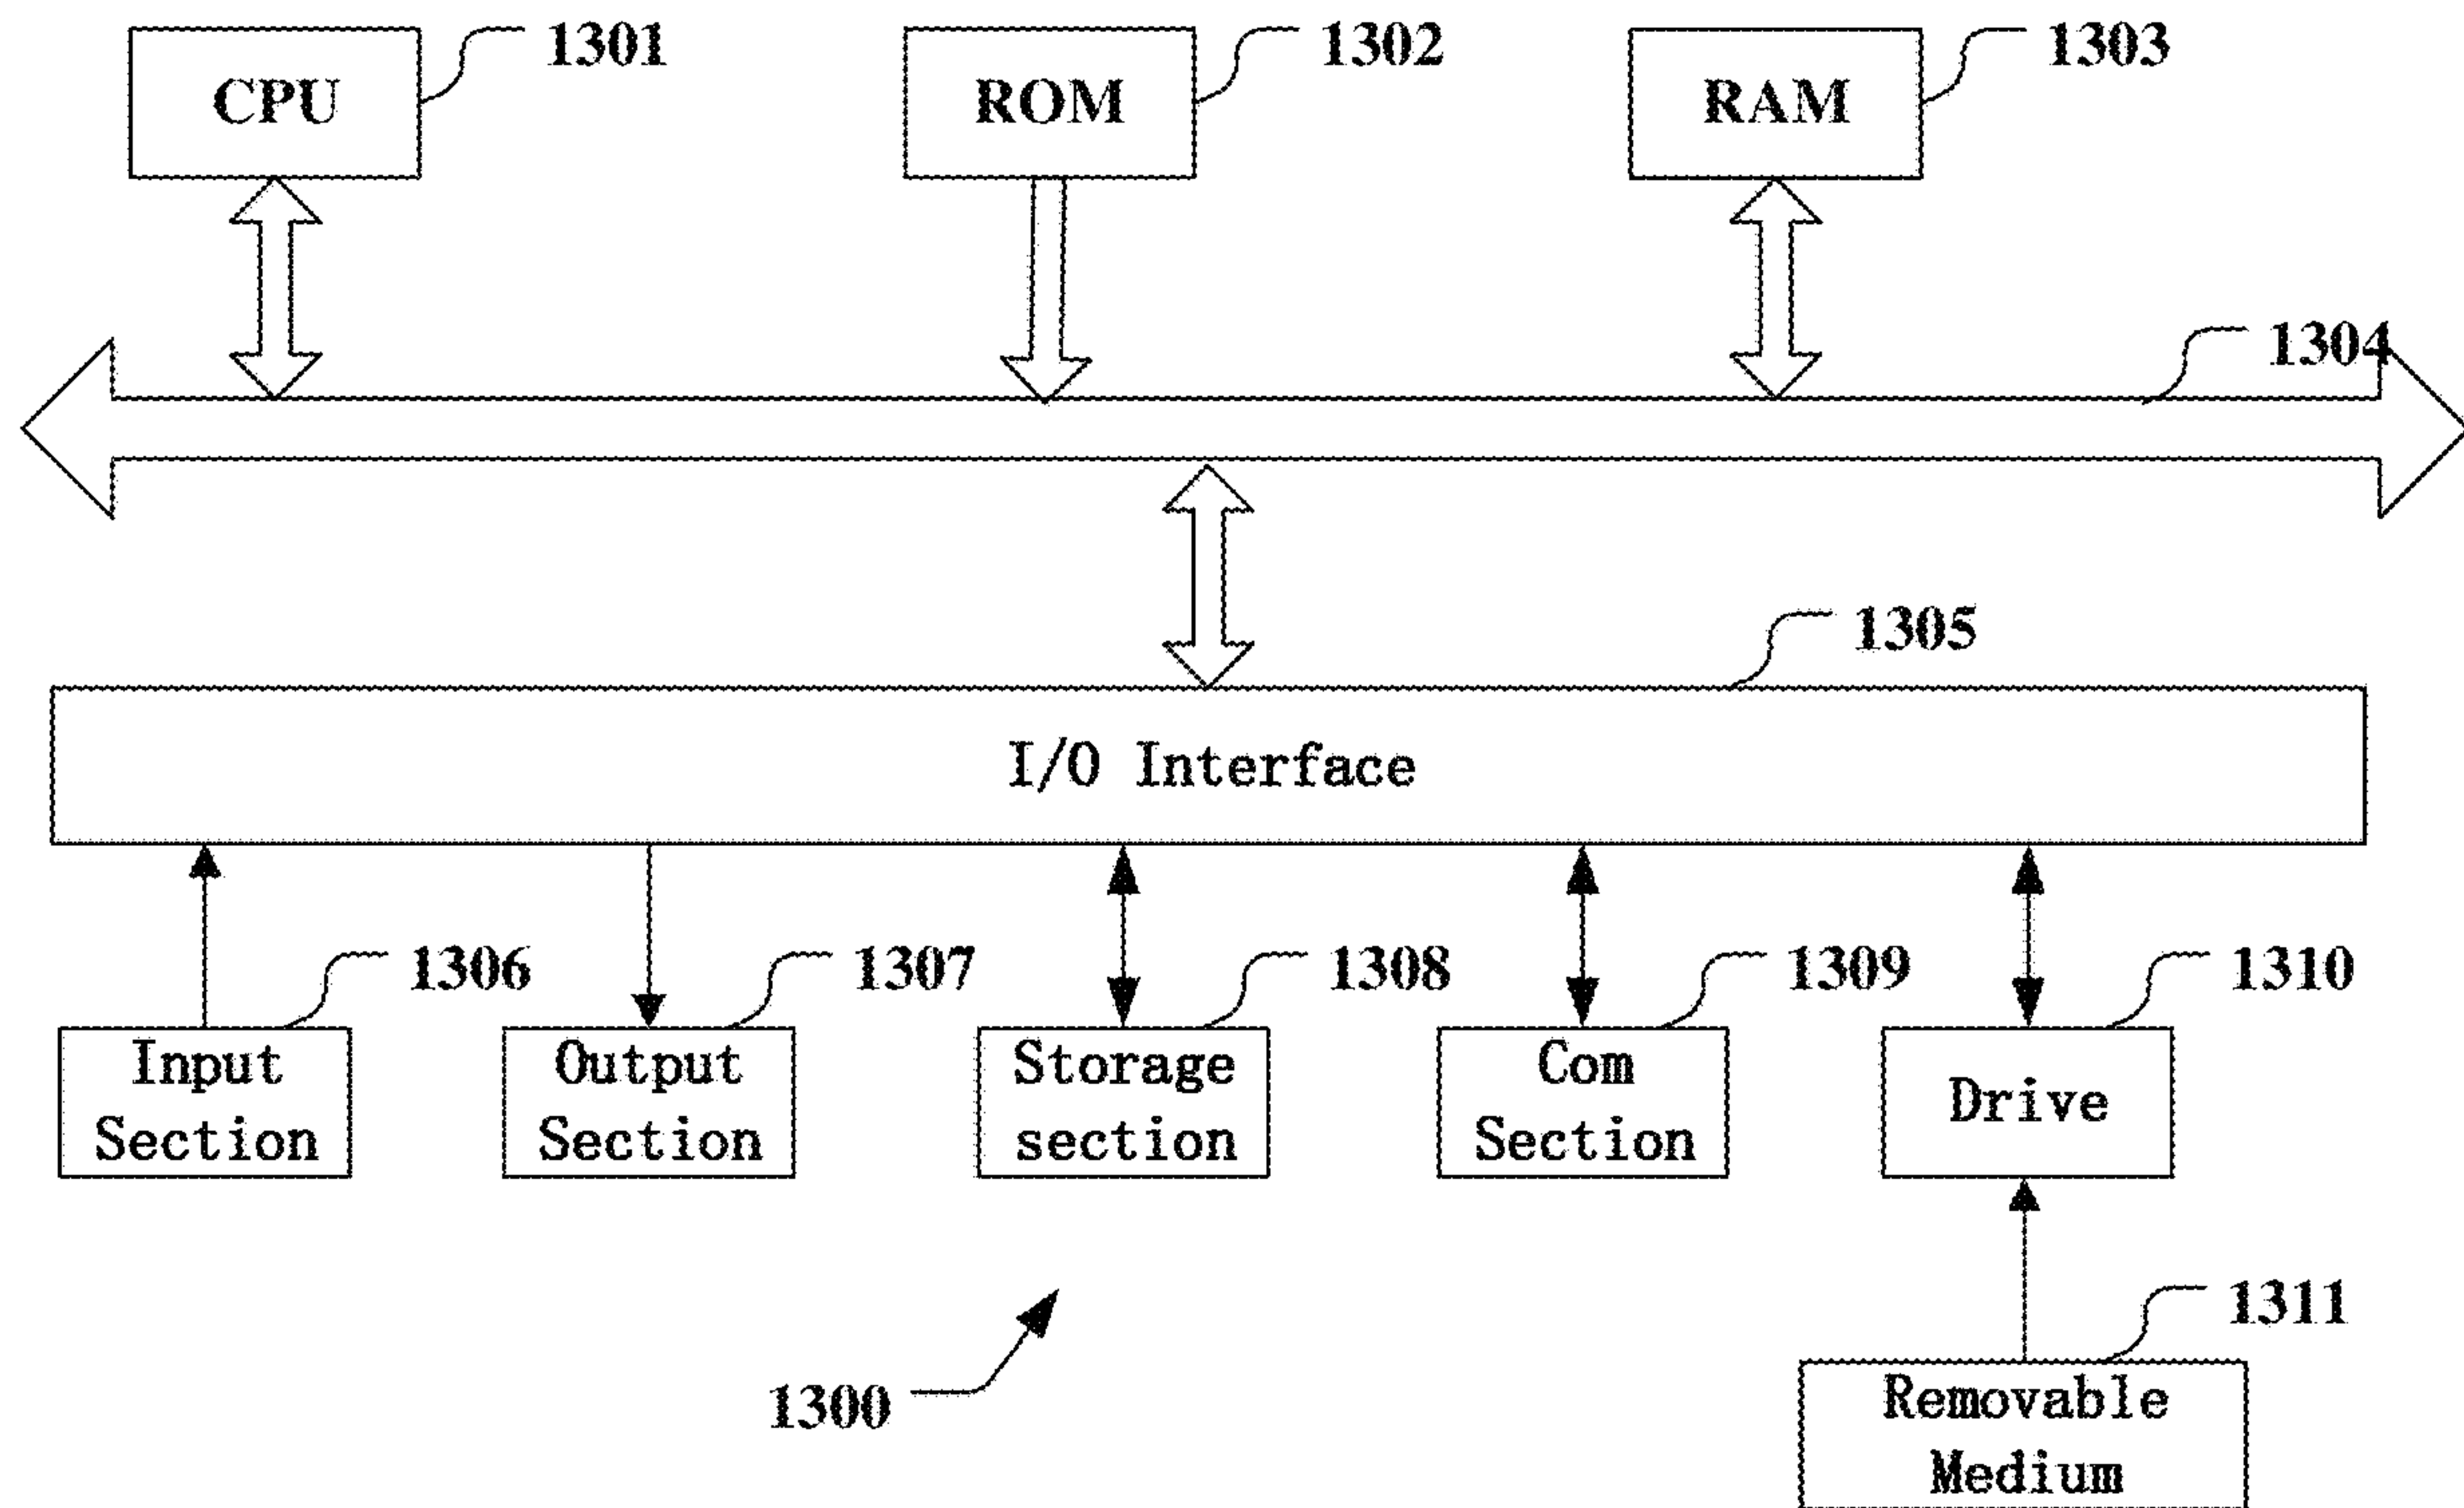 CPU
1301
ROM
1302
RAM
1303
1304
1305
I/O Interface
1306
1307
1308
1309
1310
Input
Section
Output
Section
Storage
section
Com
Section
Drive
1311
1300
Removable
Medium